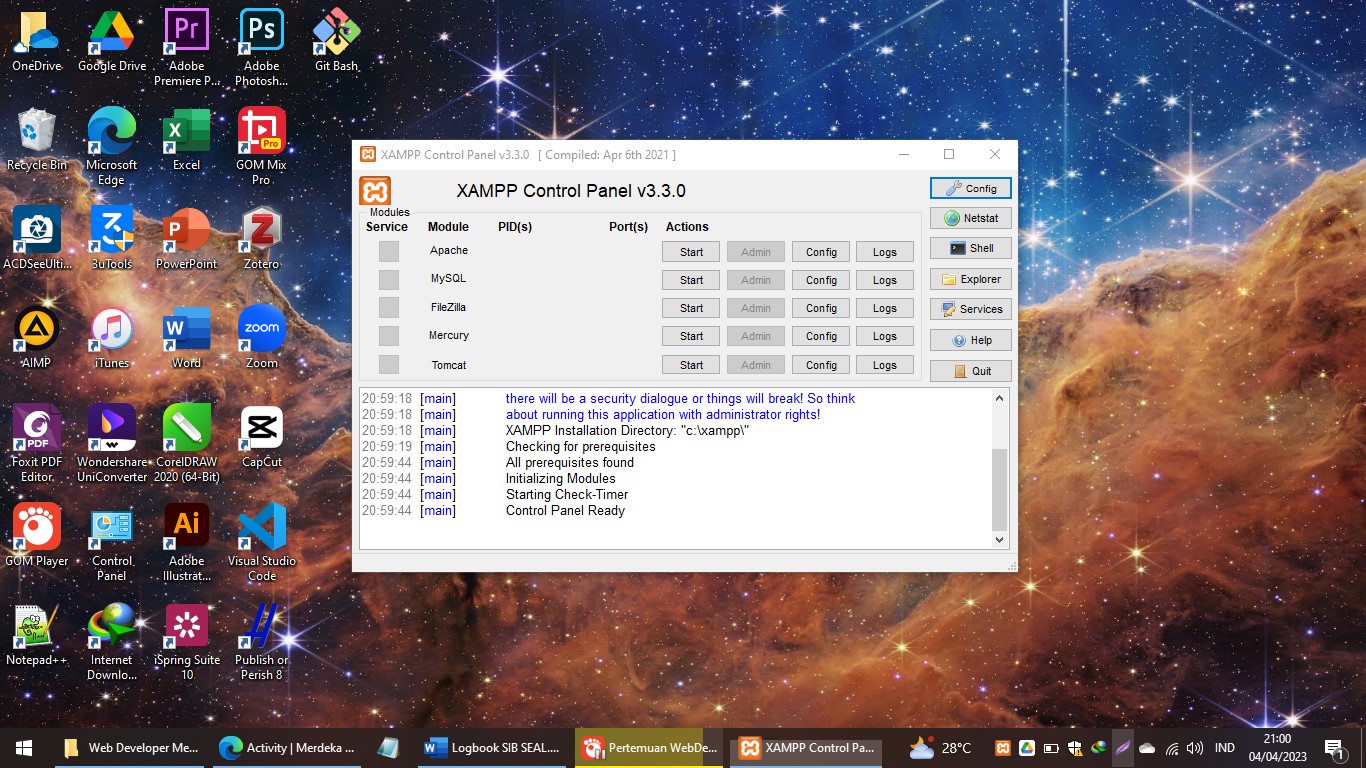 OneDrive
Google Drive
Adobe
Premiere P...
Adobe
Photosh...
Git Bash
Recycle Bin
Microsoft
Edge
Excel
GOM Mix
Pro
ACDSeeUlti...
3uTools
PowerPoint
Zotero
AIMP
iTunes
Word
Zoom
Foxit PDF
Editor
Wondershare
UniConverter
CorelDRAW
2020 (64-Bit)
CapCut
GOM Player
Control
Panel
Adobe
Illustrat...
Visual Studio
Code
Notepad++
Internet
Downlo...
iSpring Suite
10
Publish or
Perish 8
XAMPP Control Panel v3.3.0 [ Compiled: Apr 6th 2021 ]
XAMPP Control Panel v3.3.0
Config
Modules
Service Module PID(s) Port(s) Actions
Netstat
Apache Start Admin Config Logs
Shell
MySQL Start Admin Config Logs
Explorer
FileZilla Start Admin Config Logs
Services
Mercury Start Admin Config Logs
Help
Tomcat Start Admin Config Logs
Quit
20:59:18 [main] there will be a security dialogue or things will break! So think
20:59:18 [main] about running this application with administrator rights!
20:59:18 [main] XAMPP Installation Directory: "c:\xampp\"
20:59:19 [main] Checking for prerequisites
20:59:44 [main] All prerequisites found
20:59:44 [main] Initializing Modules
20:59:44 [main] Starting Check-Timer
20:59:44 [main] Control Panel Ready
Web Developer Me...
Activity | Merdeka ...
Logbook SIB SEAL...
Pertemuan WebDe...
XAMPP Control Pa...
28°C
IND
21:00
04/04/2023
1